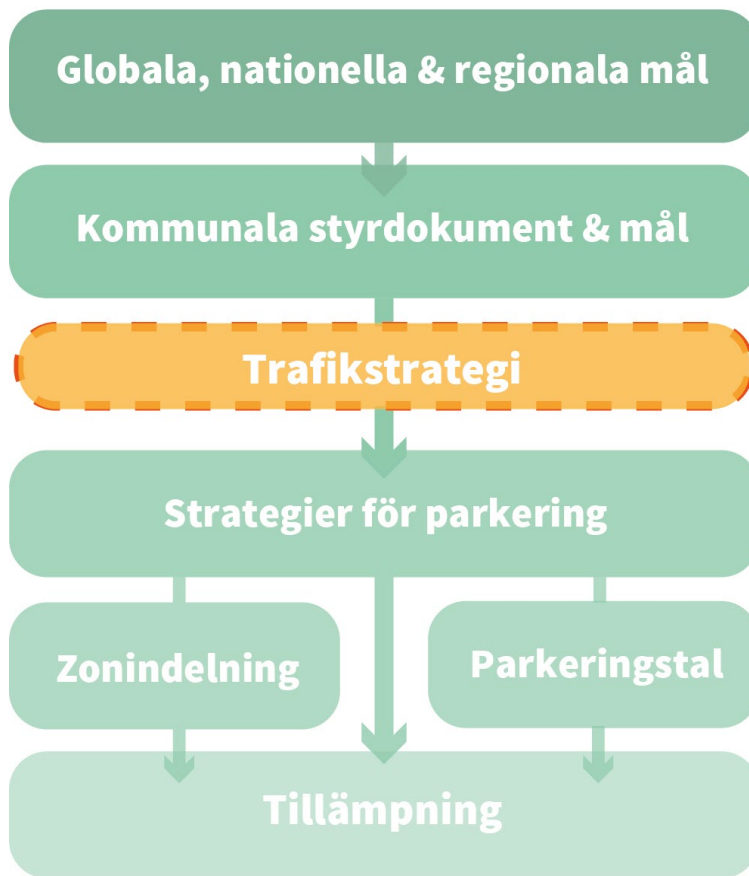 Globala, nationella & regionala mål
Kommunala styrdokument & mål
Trafikstrategi
Strategier för parkering
Zonindelning
Parkeringstal
Tillämpning